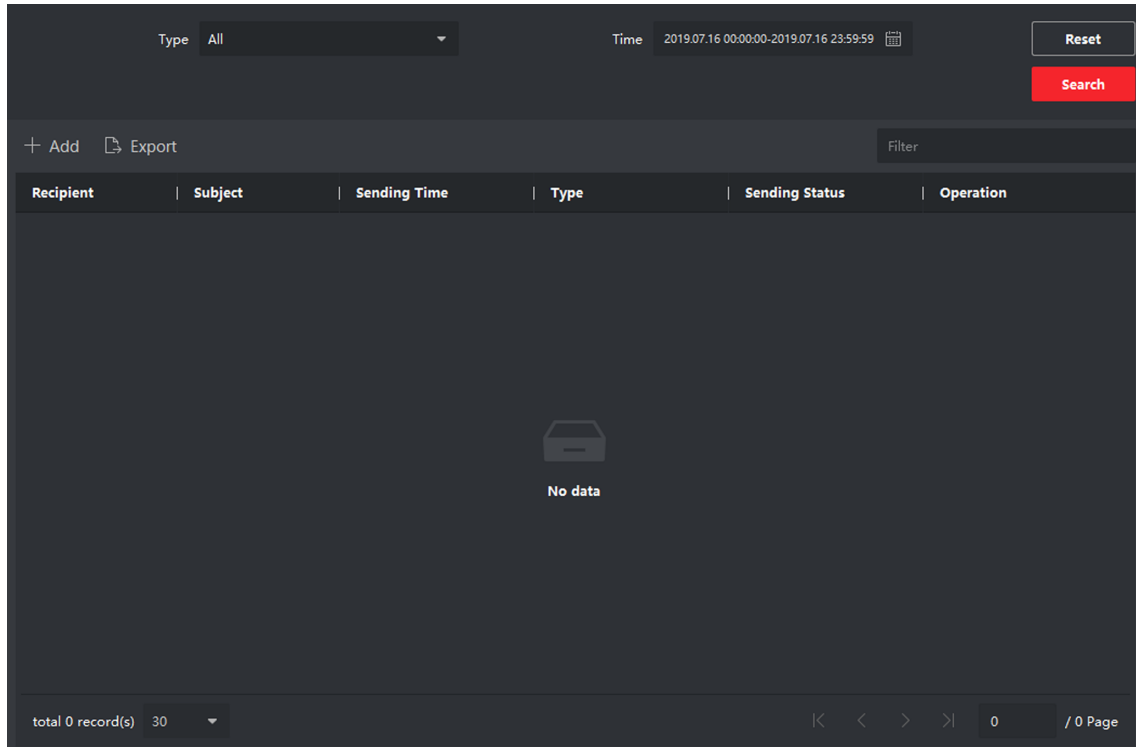 Type All Time 2019.07.16 00:00:00-2019.07.16 23:59:59 Reset
Search
Add Export Filter
Recipient Subject Sending Time Type Sending Status Operation
No data
total 0 record(s) 30 0 / 0 Page